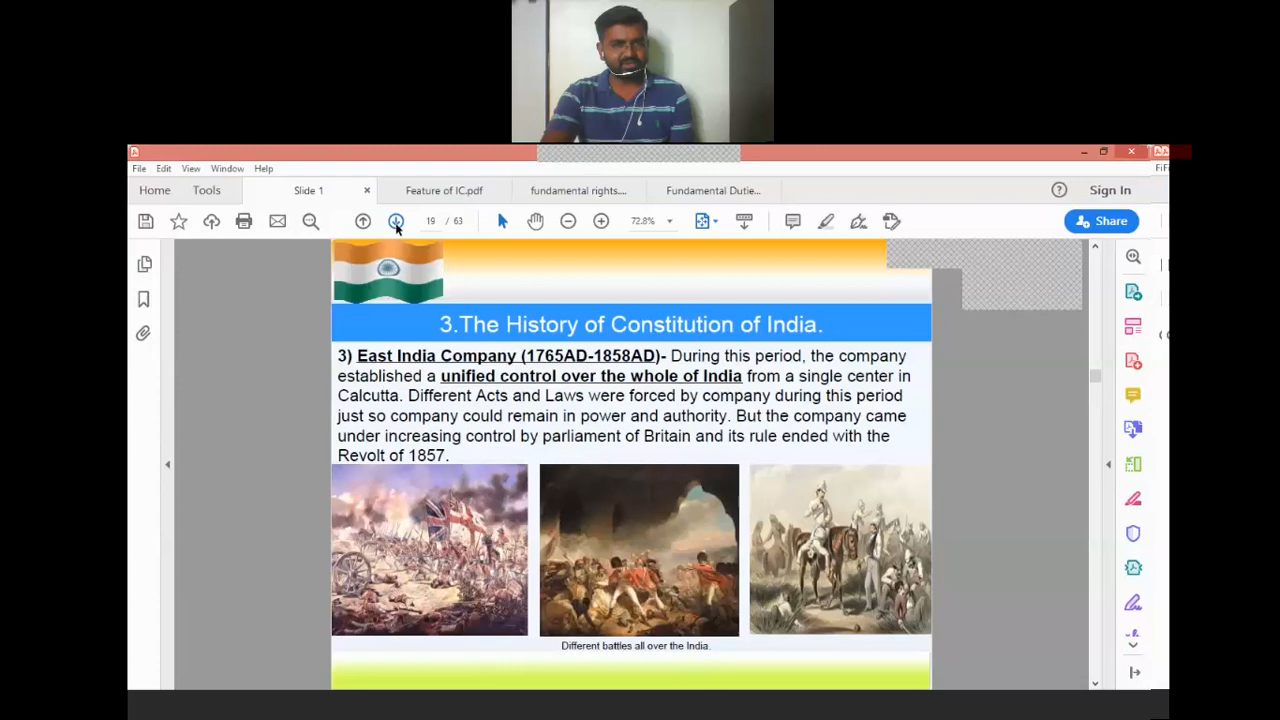 File Edit View Window Help
FiFi
Home Tools Slide 1 × Feature of IC.pdf fundamental rights.... Fundamental Dutie... Sign In
19 / 63 72.8% Share
3.The History of Constitution of India.
3) East India Company (1765AD-1858AD)- During this period, the company
established a unified control over the whole of India from a single center in
Calcutta. Different Acts and Laws were forced by company during this period
just so company could remain in power and authority. But the company came
under increasing control by parliament of Britain and its rule ended with the
Revolt of 1857.
Different battles all over the India.